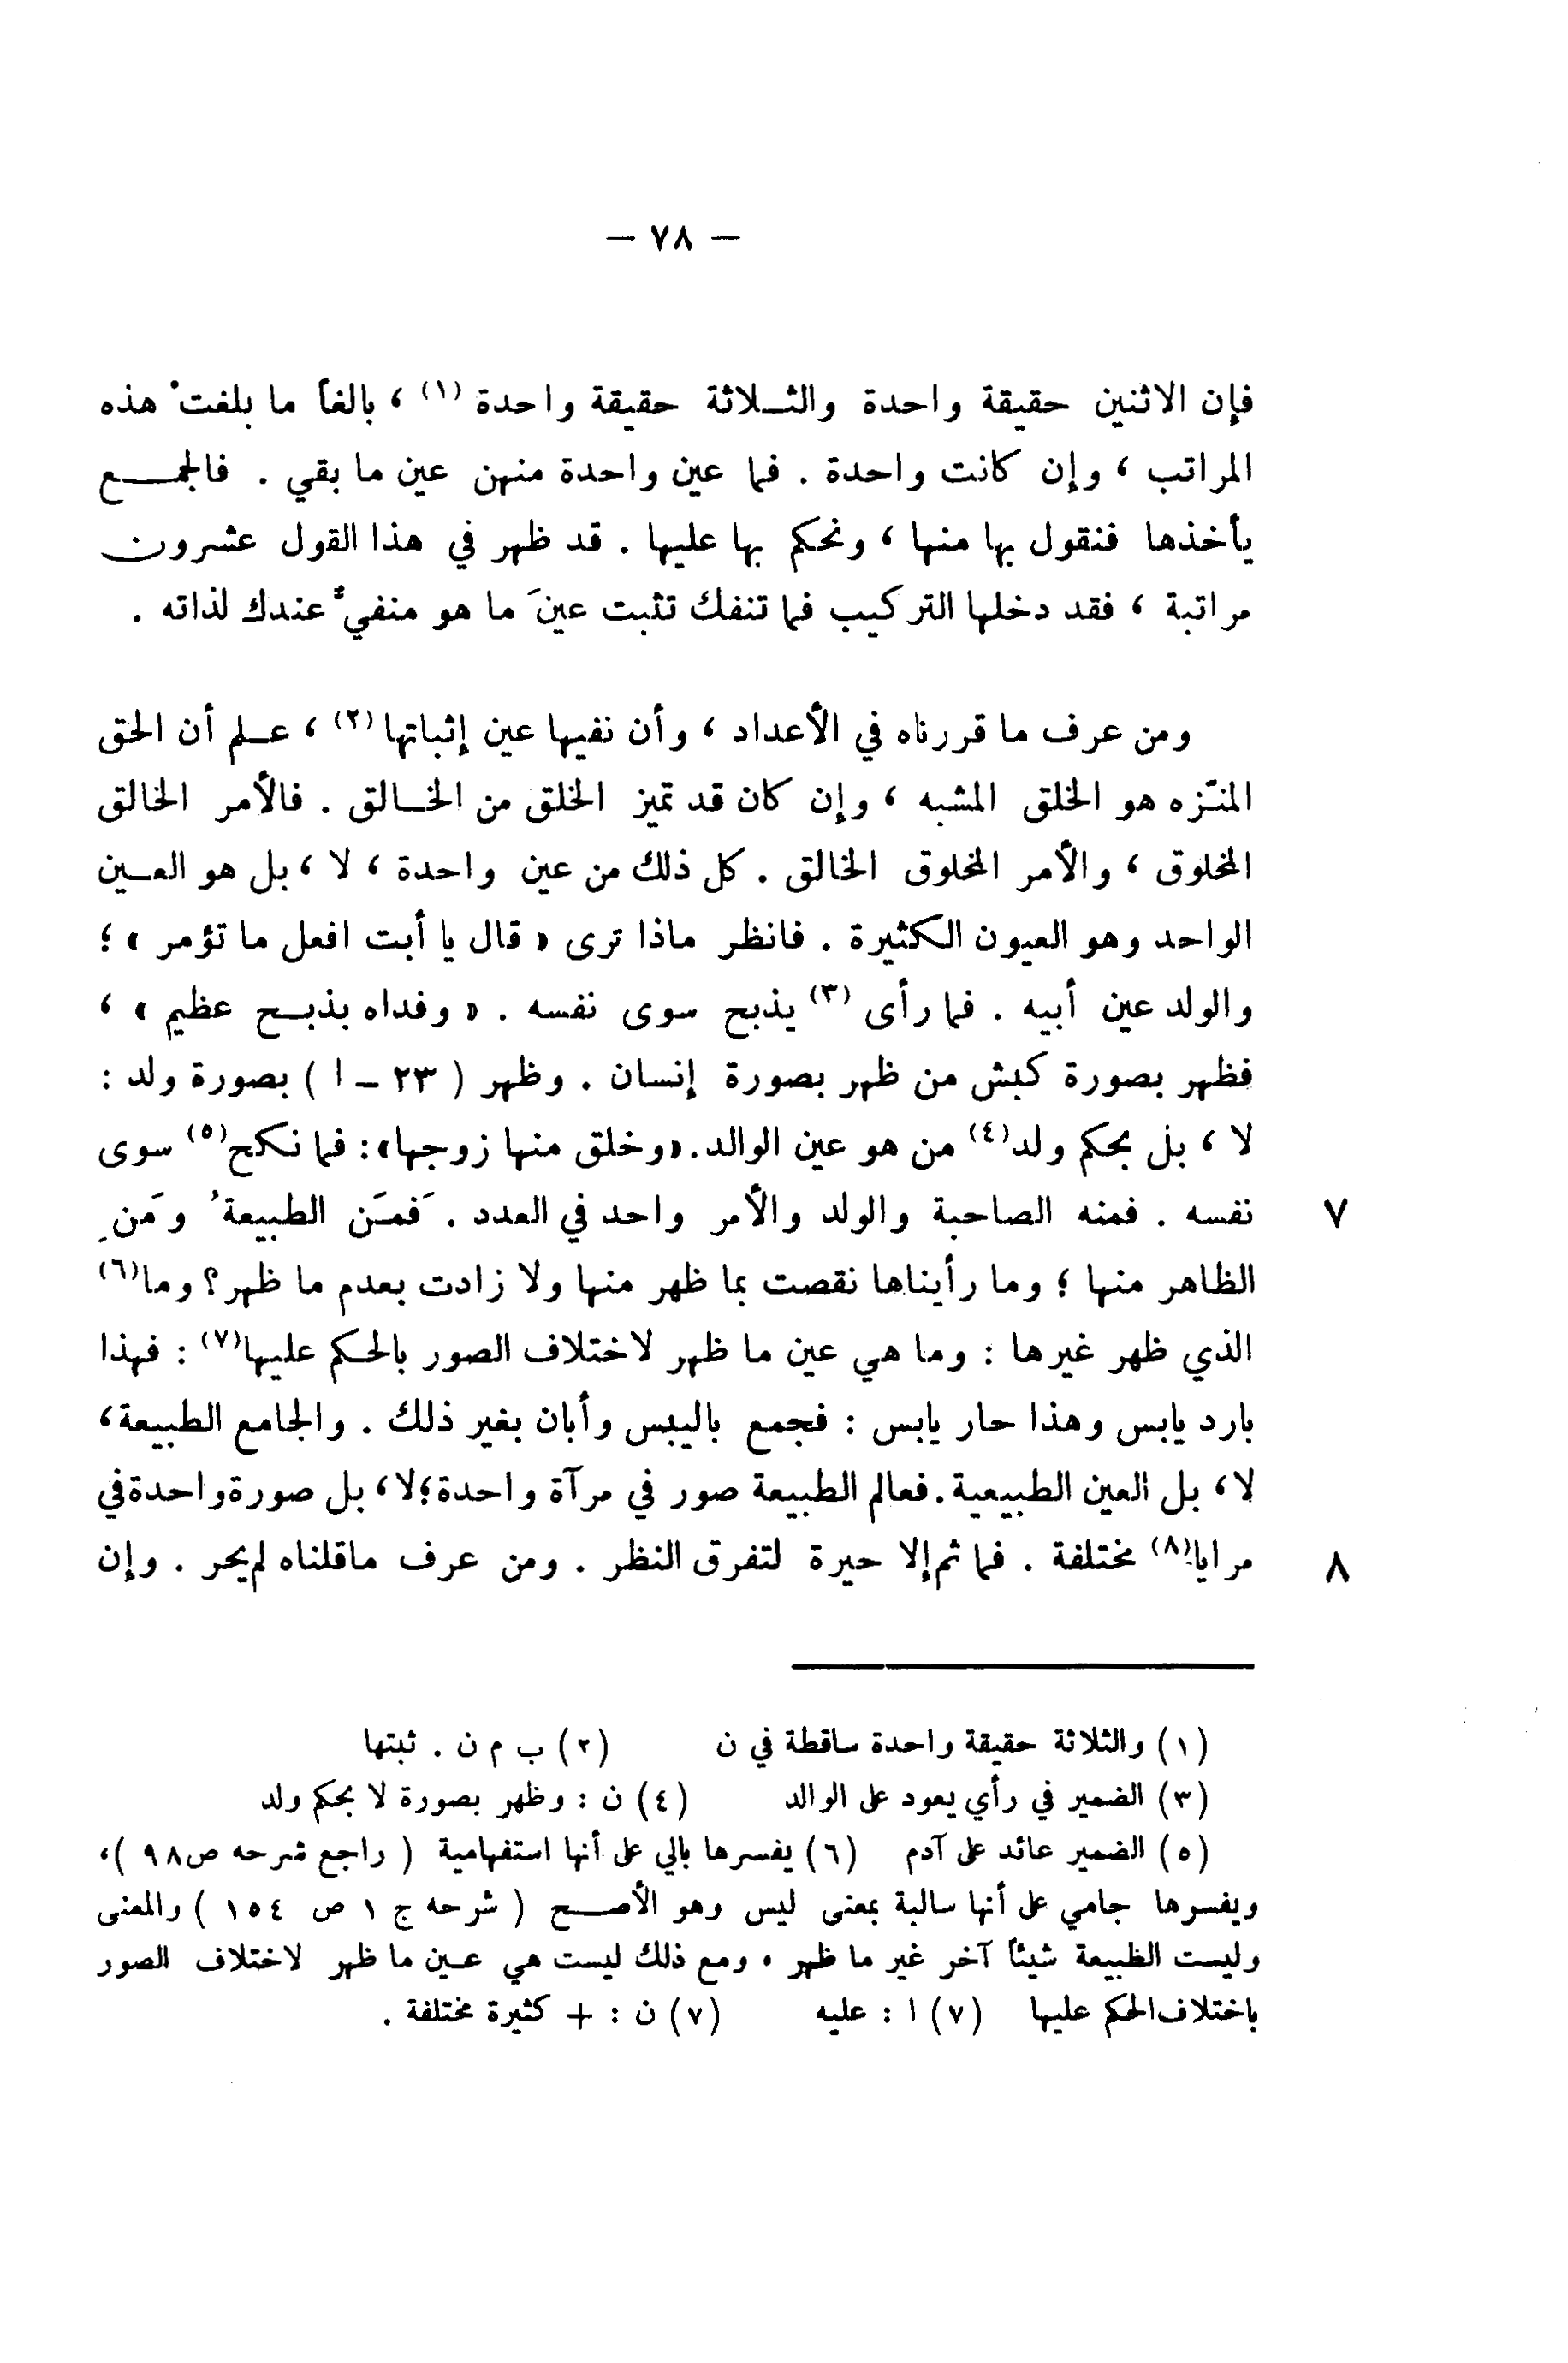 — ٧٨ —
فإن الاثنين حقيقة واحدة والثـلاثة حقيقة واحدة (١) ، بالغاً ما بلغتْ هذه
المراتب ، وإن كانت واحدة . فما عين واحدة منهن عين ما بقي . فالجمـــع
يأخذها فنقول بها منها ، ونحكم بها عليها . قد ظهر في هذا القول عشرون
مراتبة ، فقد دخلها التركيب فما تنفك تثبت عينَ ما هو منفيٌّ عندك لذاته .
ومن عرف ما قررناه في الأعداد ، وأن نفيها عين إثباتها (٢) ، عـلم أن الحق
المنزّه هو الخلق المشبه ، وإن كان قد تميز الخلق من الخـالق . فالأمر الخالق
المخلوق ، والأمر المخلوق الخالق . كل ذلك من عين واحدة ، لا ، بل هو العـين
الواحد وهو العيون الكثيرة . فانظر ماذا ترى « قال يا أبت افعل ما تؤمر » ؛
والولد عين أبيه . فما رأى (٣) يذبح سوى نفسه . « وفداه بذبـح عظيم » ،
فظهر بصورة كبش من ظهر بصورة إنسان . وظهر ( ٢٣ – ا ) بصورة ولد :
لا ، بل بحكم ولد (٤) من هو عين الوالد. «وخلق منها زوجها»: فما نكح (٥) سوى
٧ نفسه . فمنه الصاحبة والولد والأمر واحد في العدد . فَمَن الطبيعةُ ومَن
الظاهر منها ؛ وما رأيناها نقصت بما ظهر منها ولا زادت بعدم ما ظهر؟ وما (٦)
الذي ظهر غيرها : وما هي عين ما ظهر لاختلاف الصور بالحكم عليها (٧) : فهذا
بارد يابس وهذا حار يابس : فجمع باليبس وأبان بغير ذلك . والجامع الطبيعة،
لا، بل العين الطبيعية. فعالم الطبيعة صور في مرآة واحدة؛ لا، بل صورة واحدة في
٨ مرايا (٨) مختلفة . فما ثم إلا حيرة لتفرق النظر . ومن عرف ماقلناه لم يحر . وإن
(١) والثلاثة حقيقة واحدة ساقطة في ن (٢) ب م ن . ثبتها
(٣) الضمير في رأي يعود على الوالد (٤) ن : وظهر بصورة لا بحكم ولد
(٥) الضمير عائد على آدم (٦) يفسرها بالي على أنها استفهامية ( راجع شرحه ص٩٨ )،
ويفسرها جامي على أنها سالبة بمعنى ليس وهو الأصـح ( شرحه ج ١ ص ١٥٤ ) والمعنى
وليست الطبيعة شيئاً آخر غير ما ظهر ، ومع ذلك ليست هي عـين ما ظهر لاختلاف الصور
باختلاف الحكم عليها (٧) ا : عليه (٧) ن : + كثيرة مختلفة .